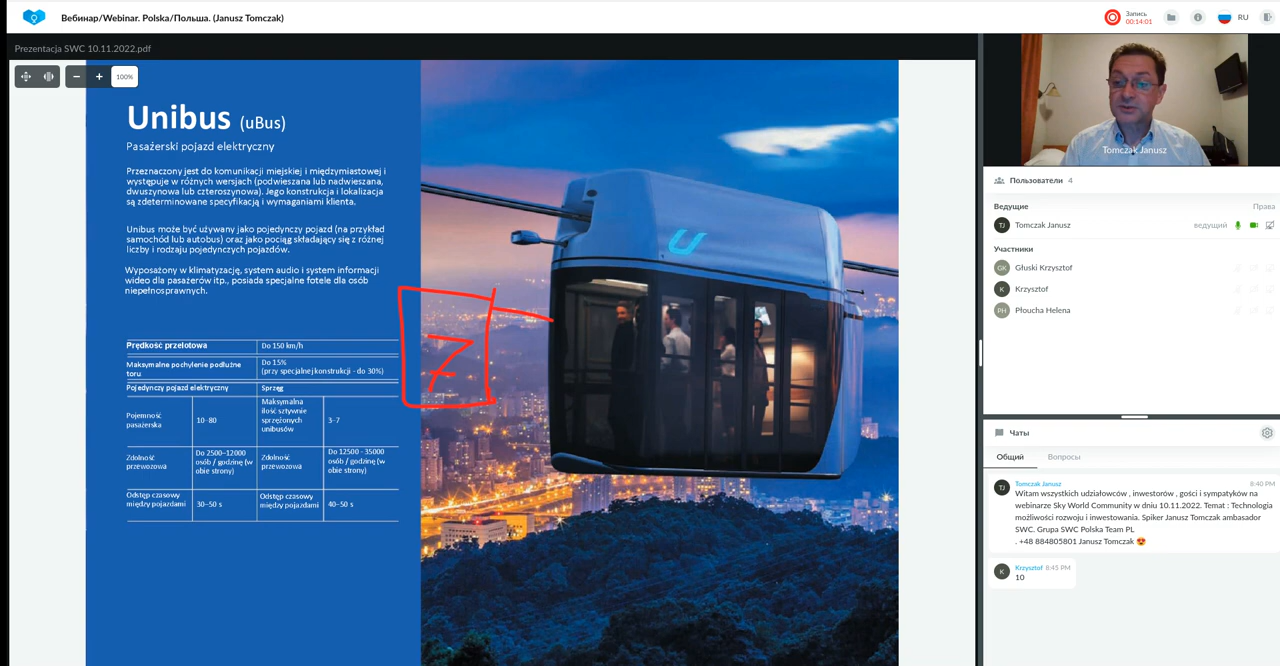 Вебинар/Webinar. Polska/Польша. (Janusz Tomczak)
Запись
00:14:01
RU
Prezentacja SWC 10.11.2022.pdf
100%
Unibus (uBus)
Pasażerski pojazd elektryczny
Przeznaczony jest do komunikacji miejskiej i międzymiastowej i
występuje w różnych wersjach (podwieszana lub nadwieszana,
dwuszynowa lub czteroszynowa). Jego konstrukcja i lokalizacja
są zdeterminowane specyfikacją i wymaganiami klienta.
Unibus może być używany jako pojedynczy pojazd (na przykład
samochód lub autobus) oraz jako pociąg składający się z różnej
liczby i rodzaju pojedynczych pojazdów.
Wyposażony w klimatyzację, system audio i system informacji
wideo dla pasażerów itp., posiada specjalne fotele dla osób
niepełnosprawnych.
Prędkość przelotowa
Do 150 km/h
Maksymalne pochylenie podłużne
toru
Do 15%
(przy specjalnej konstrukcji - do 30%)
Pojedynczy pojazd elektryczny
Sprzęg
Pojemność
pasażerska
10–80
Maksymalna
ilość sztywnie
sprzężonych
unibusów
3–7
Zdolność
przewozowa
Do 2500–12000
osób / godzinę (w
obie strony)
Zdolność
przewozowa
Do 12500 - 35000
osób / godzinę (w
obie strony)
Odstęp czasowy
między pojazdami
30–50 s
Odstęp czasowy
między pojazdami
40–50 s
U
Tomczak Janusz
Пользователи 4
Ведущие
Права
TJ
Tomczak Janusz
ведущий
Участники
GK
Głuski Krzysztof
K
Krzysztof
PH
Płoucha Helena
Чаты
Общий
Вопросы
TJ
Tomczak Janusz
8:40 PM
Witam wszystkich udziałowców , inwestorów , gości i sympatyków na
webinarze Sky World Community w dniu 10.11.2022. Temat : Technologia
możliwości rozwoju i inwestowania. Spiker Janusz Tomczak ambasador
SWC. Grupa SWC Polska Team PL
. +48 884805801 Janusz Tomczak 😍
K
Krzysztof 8:45 PM
10